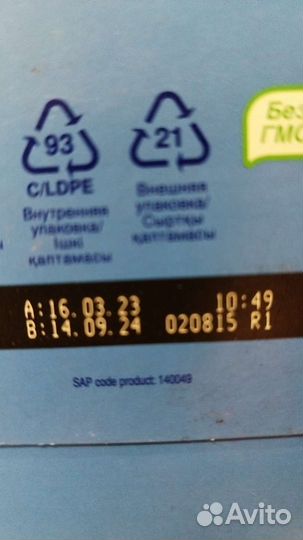 93
21
Без
ГМО
C/LDPE
Внутренняя
упаковка/
Ішкі
қаптамасы
Внешняя
упаковка/
Сыртқы
қаптамасы
A:16.03.23 10:49
B:14.09.24 020815 R1
SAP code product: 140049
Avito